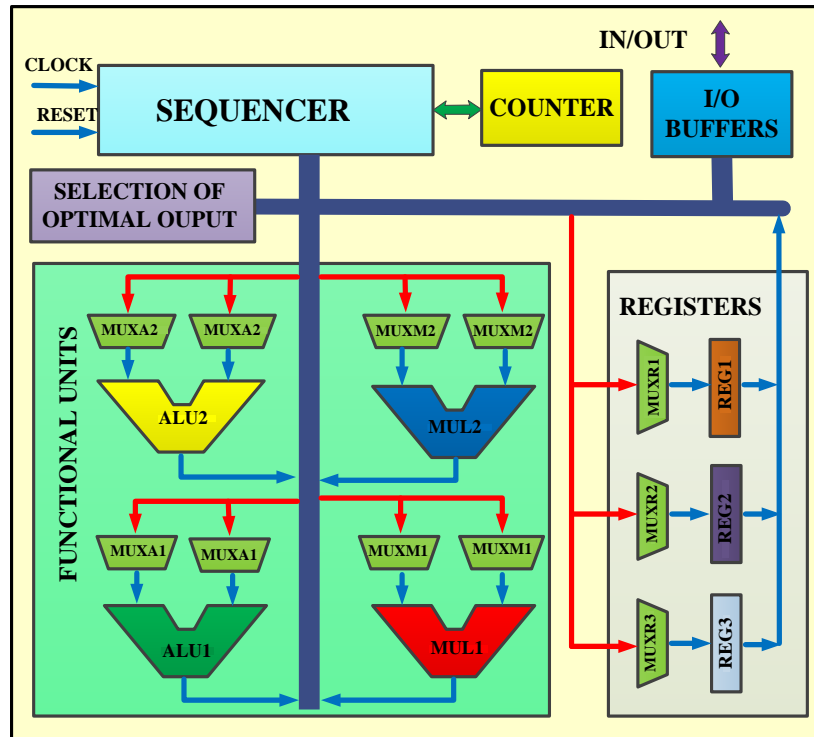 IN/OUT
CLOCK
RESET
SEQUENCER
COUNTER
I/O
BUFFERS
SELECTION OF
OPTIMAL OUPUT
FUNCTIONAL UNITS
MUXA2
MUXA2
MUXM2
MUXM2
ALU2
MUL2
MUXA1
MUXA1
MUXM1
MUXM1
ALU1
MUL1
REGISTERS
MUXR1
REG1
MUXR2
REG2
MUXR3
REG3